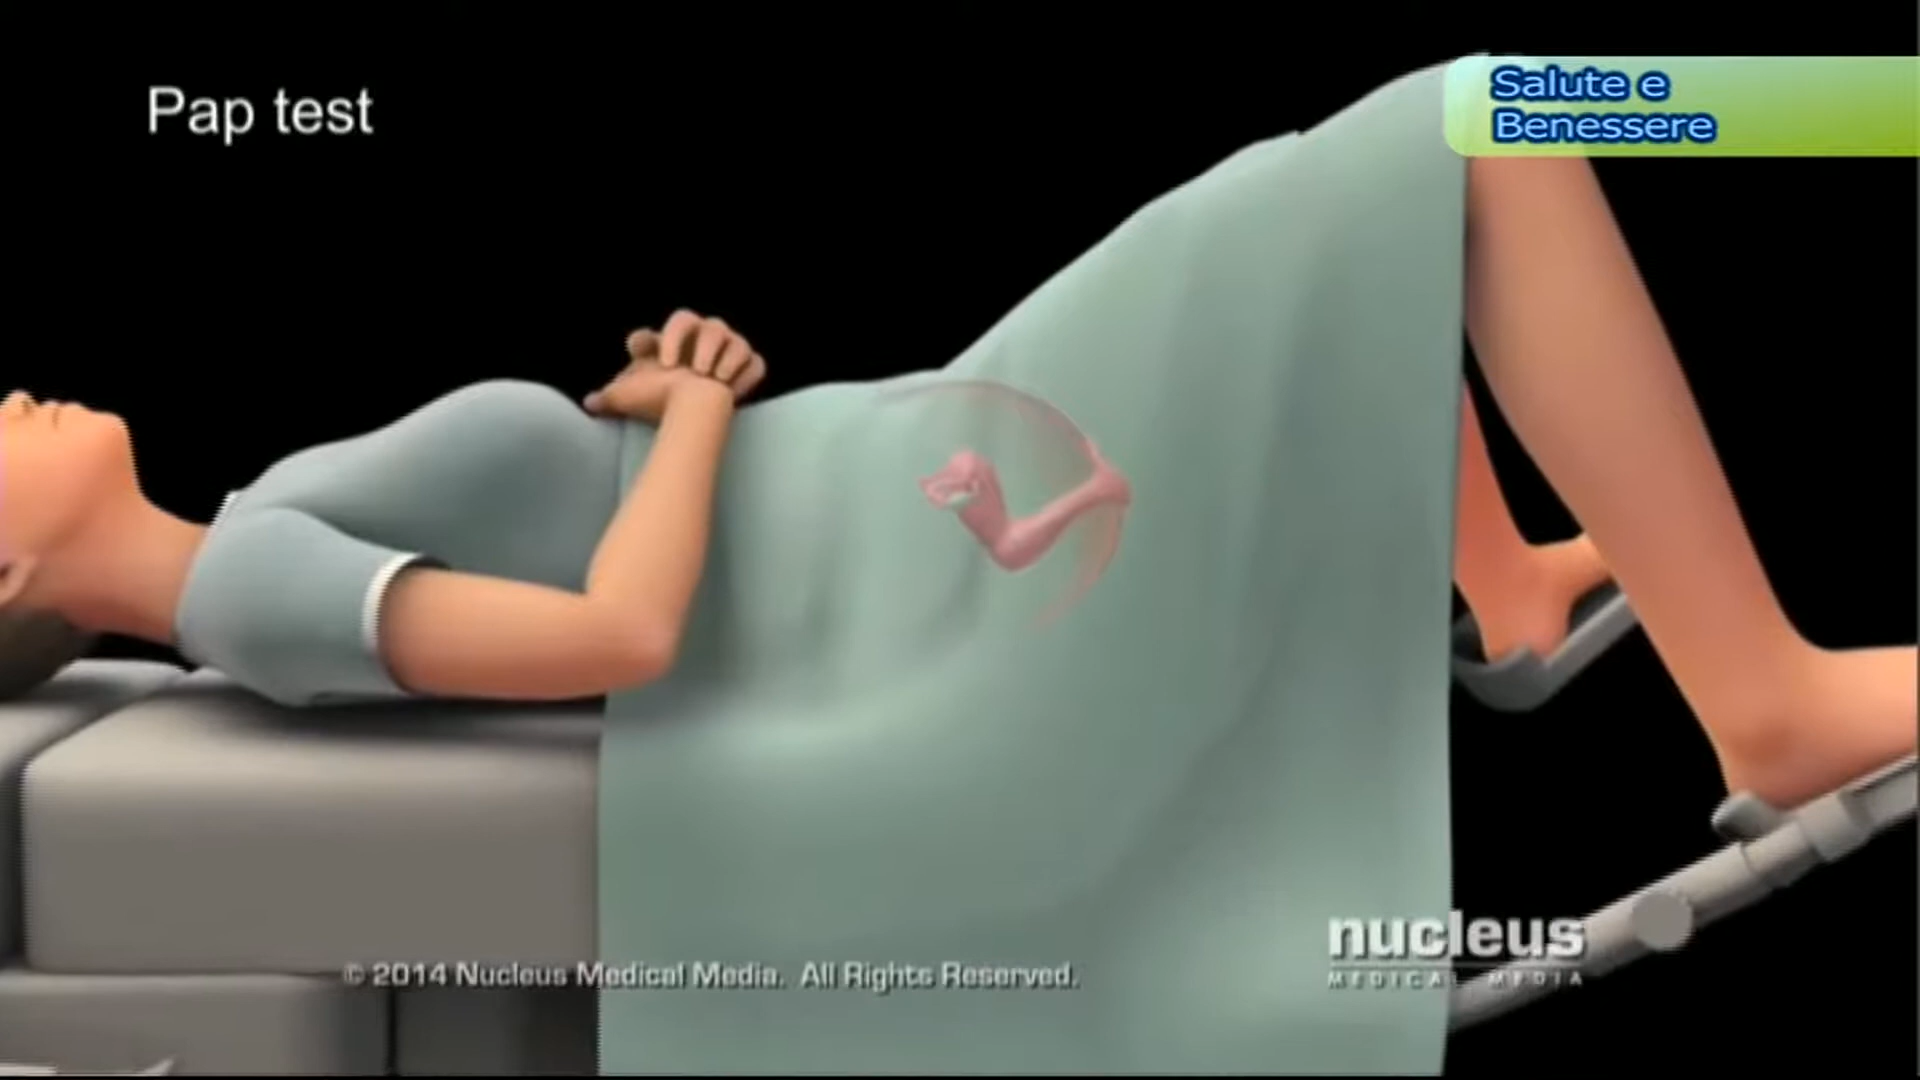 Pap test
Salute e
Benessere
nucleus
MEDICAL MEDIA
© 2014 Nucleus Medical Media. All Rights Reserved.